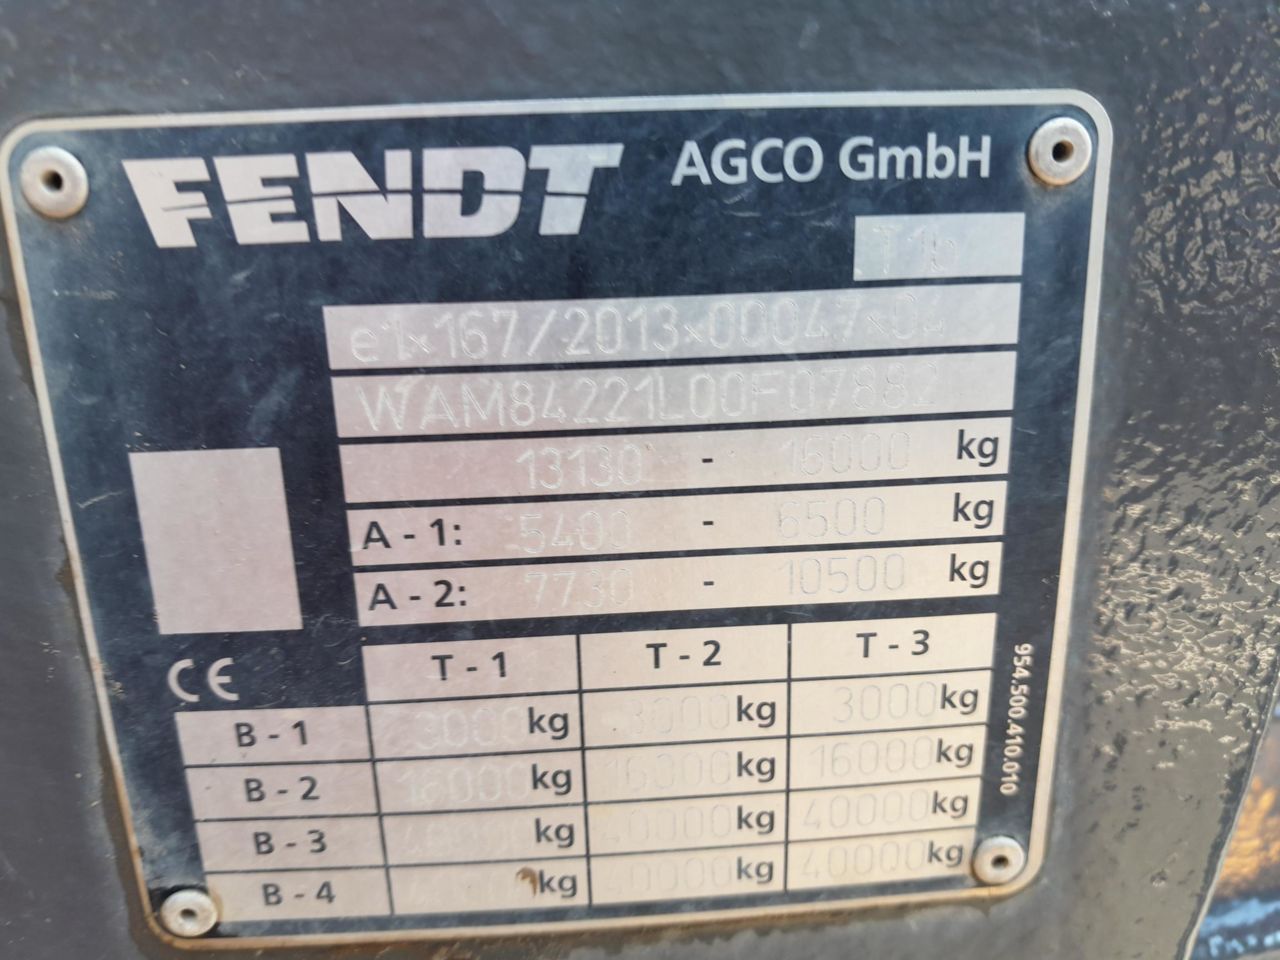 FENDT AGCO GmbH
T1b
e1*167/2013*00047*04
WAM84221L00F07882
13130 - 16000 kg
A - 1: 5400 - 6500 kg
A - 2: 7730 - 10500 kg
CE
T - 1 T - 2 T - 3
B - 1 3000 kg 3000 kg 3000 kg
B - 2 16000 kg 16000 kg 16000 kg
B - 3 kg 40000 kg 40000 kg
B - 4 kg 40000 kg 40000 kg
954.500.410.010